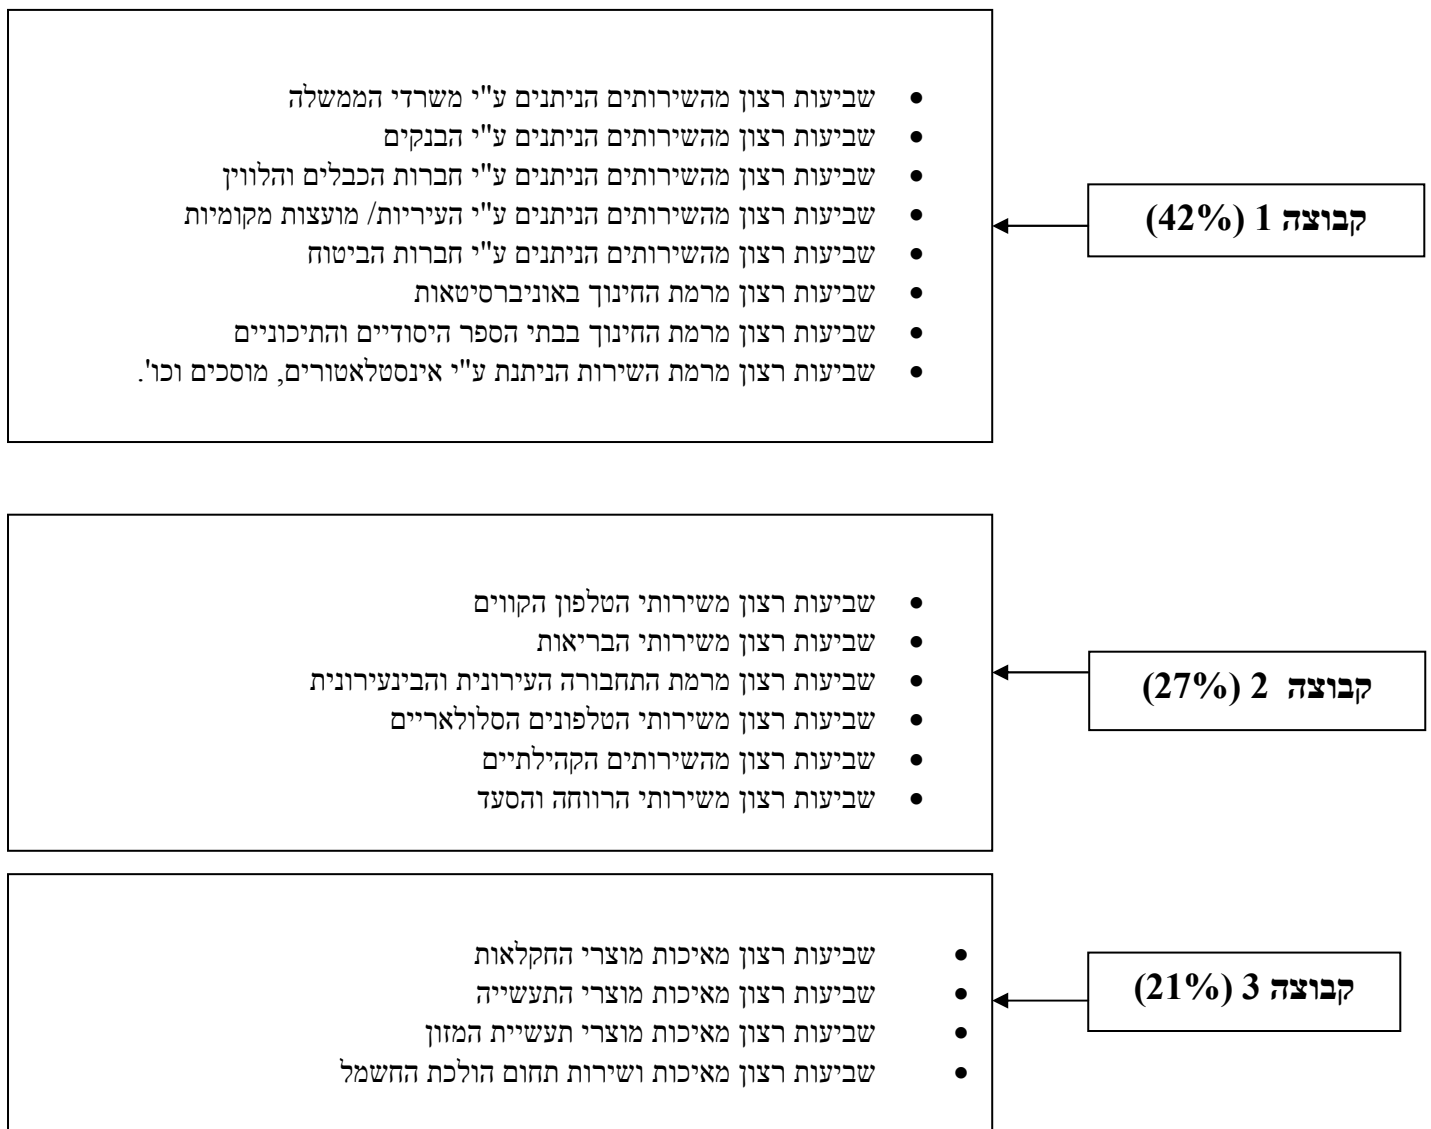 קבוצה 1 (42%)
• שביעות רצון מהשירותים הניתנים ע"י משרדי הממשלה
• שביעות רצון מהשירותים הניתנים ע"י הבנקים
• שביעות רצון מהשירותים הניתנים ע"י חברות הכבלים והלווין
• שביעות רצון מהשירותים הניתנים ע"י העיריות/ מועצות מקומיות
• שביעות רצון מהשירותים הניתנים ע"י חברות הביטוח
• שביעות רצון מרמת החינוך באוניברסיטאות
• שביעות רצון מרמת החינוך בבתי הספר היסודיים והתיכוניים
• שביעות רצון מרמת השירות הניתנת ע"י אינסטלאטורים, מוסכים וכו'.
קבוצה 2 (27%)
• שביעות רצון משירותי הטלפון הקווים
• שביעות רצון משירותי הבריאות
• שביעות רצון מרמת התחבורה העירונית והבינעירונית
• שביעות רצון משירותי הטלפונים הסלולאריים
• שביעות רצון מהשירותים הקהילתיים
• שביעות רצון משירותי הרווחה והסעד
קבוצה 3 (21%)
• שביעות רצון מאיכות מוצרי החקלאות
• שביעות רצון מאיכות מוצרי התעשייה
• שביעות רצון מאיכות מוצרי תעשיית המזון
• שביעות רצון מאיכות ושירות תחום הולכת החשמל